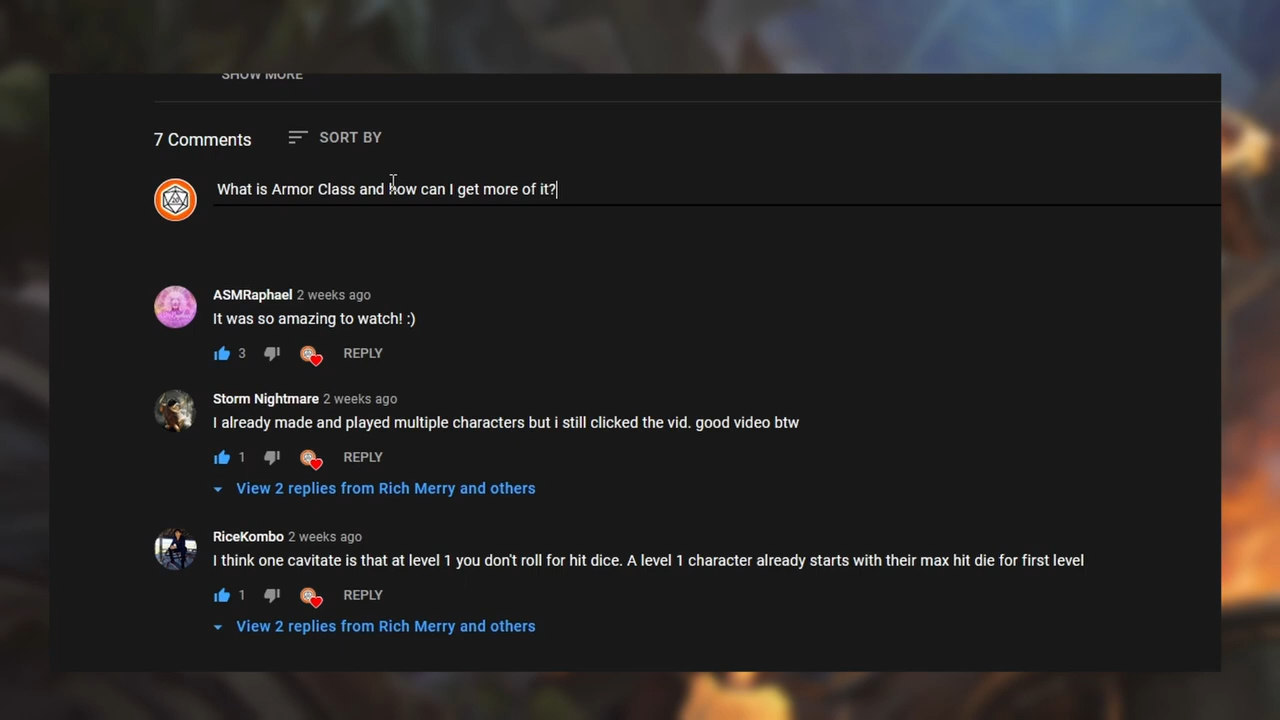 SHOW MORE
7 Comments
SORT BY
What is Armor Class and how can I get more of it?
ASMRaphael 2 weeks ago
It was so amazing to watch! :)
3 REPLY
Storm Nightmare 2 weeks ago
I already made and played multiple characters but i still clicked the vid. good video btw
1 REPLY
View 2 replies from Rich Merry and others
RiceKombo 2 weeks ago
I think one cavitate is that at level 1 you don't roll for hit dice. A level 1 character already starts with their max hit die for first level
1 REPLY
View 2 replies from Rich Merry and others